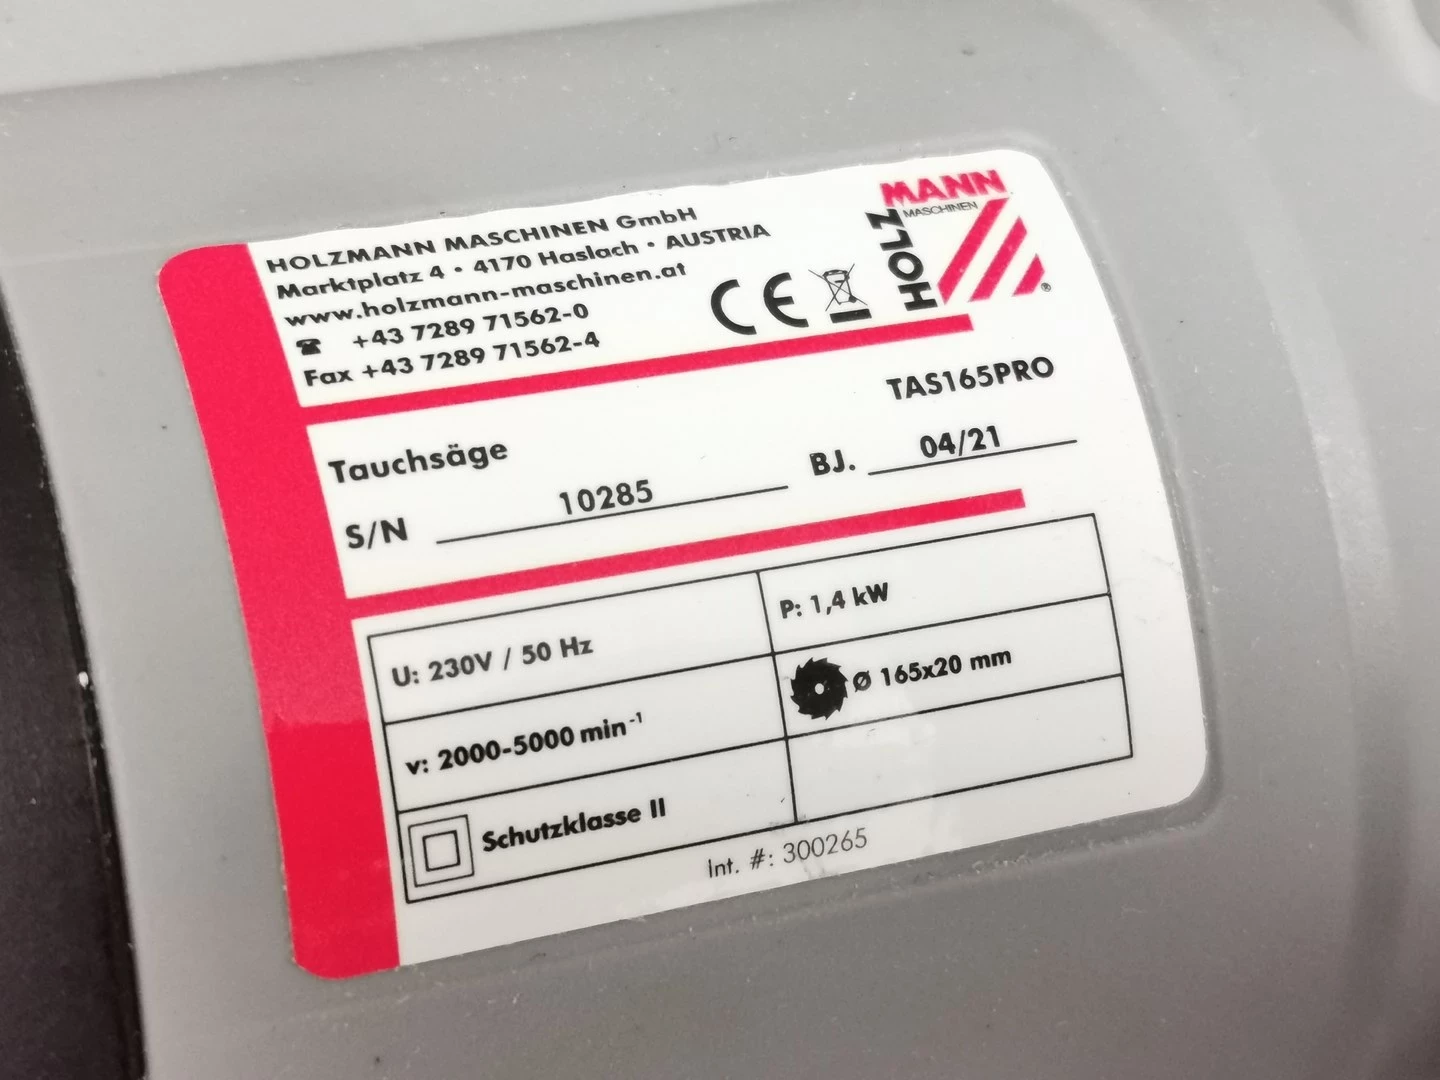 HOLZMANN MASCHINEN GmbH
Marktplatz 4 • 4170 Haslach • AUSTRIA
www.holzmann-maschinen.at
☎ +43 7289 71562-0
Fax +43 7289 71562-4
CE
HOLZ
MANN
MASCHINEN
®
TAS165PRO
Tauchsäge
S/N 10285 BJ. 04/21
U: 230V / 50 Hz P: 1,4 kW
v: 2000-5000 min⁻¹ Ø 165x20 mm
Schutzklasse II
Int. #: 300265